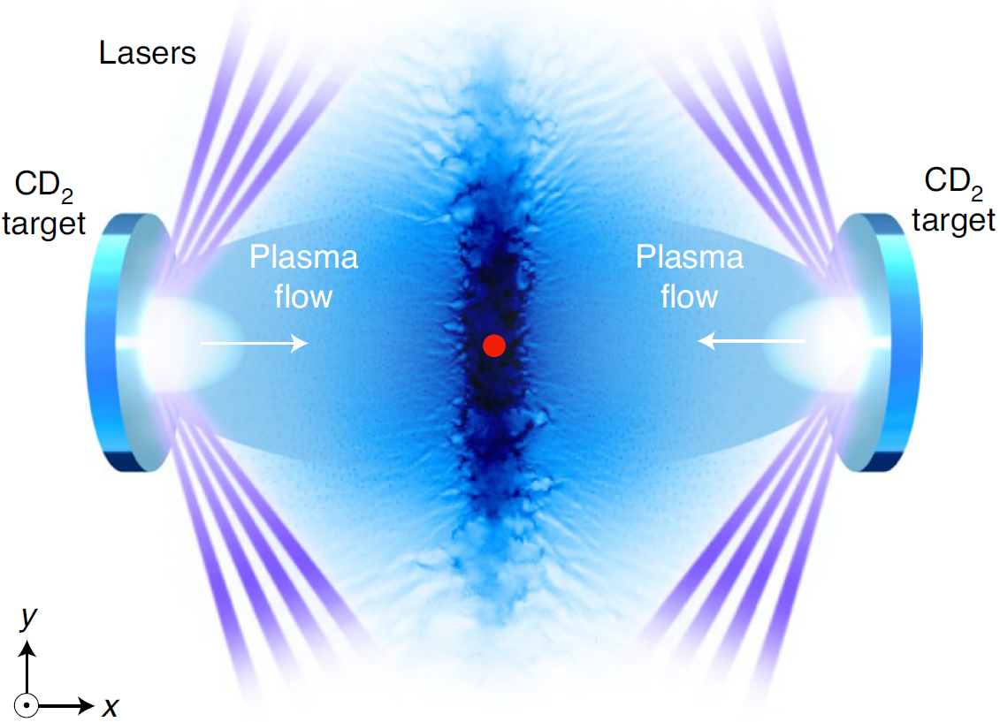 Lasers
CD₂
target
CD₂
target
Plasma
flow
Plasma
flow
y
x